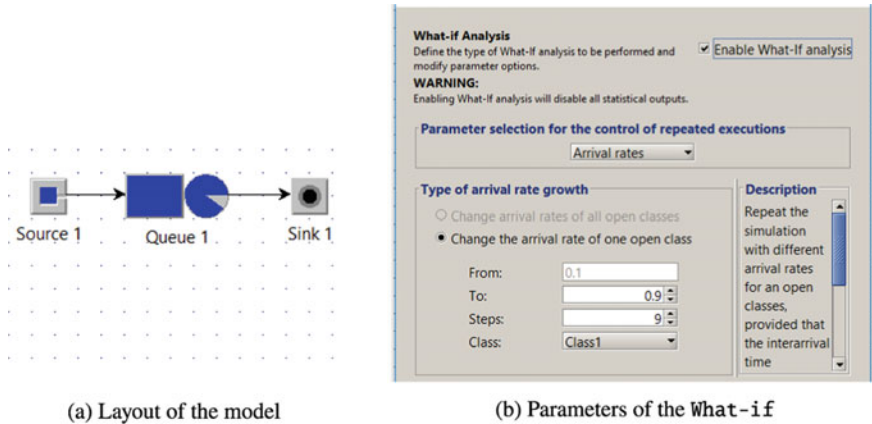 Source 1
Queue 1
Sink 1
(a) Layout of the model
What-if Analysis
Define the type of What-If analysis to be performed and
modify parameter options.
WARNING:
Enabling What-If analysis will disable all statistical outputs.
Enable What-If analysis
Parameter selection for the control of repeated executions
Arrival rates
Type of arrival rate growth
Change arrival rates of all open classes
Change the arrival rate of one open class
From:
0.1
To:
0.9
Steps:
9
Class:
Class1
Description
Repeat the
simulation
with different
arrival rates
for an open
classes,
provided that
the interarrival
time
(b) Parameters of the What-if